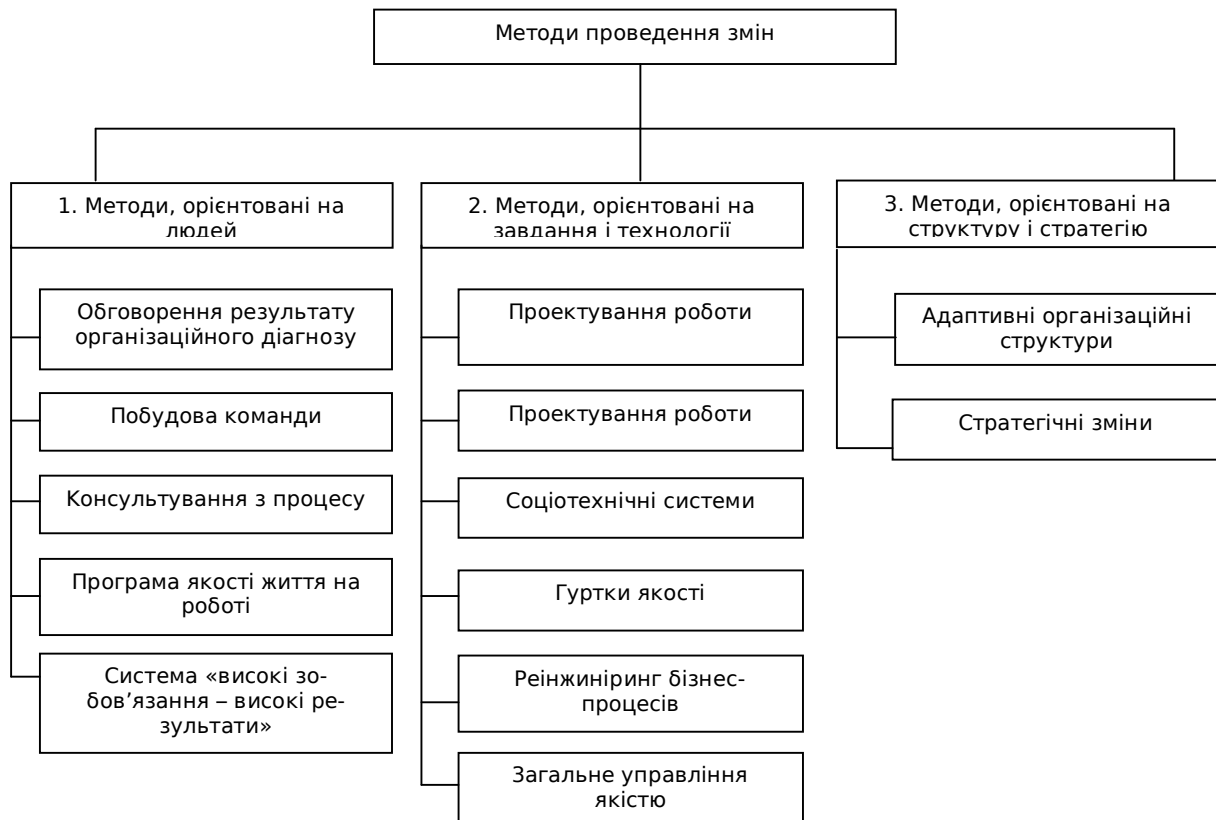 Методи проведення змін
1. Методи, орієнтовані на
людей
Обговорення результату
організаційного діагнозу
Побудова команди
Консультування з процесу
Програма якості життя на
роботі
Система «високі зо-
бов’язання – високі ре-
зультати»
2. Методи, орієнтовані на
завдання і технології
Проектування роботи
Проектування роботи
Соціотехнічні системи
Гуртки якості
Реінжиніринг бізнес-
процесів
Загальне управління
якістю
3. Методи, орієнтовані на
структуру і стратегію
Адаптивні організаційні
структури
Стратегічні зміни